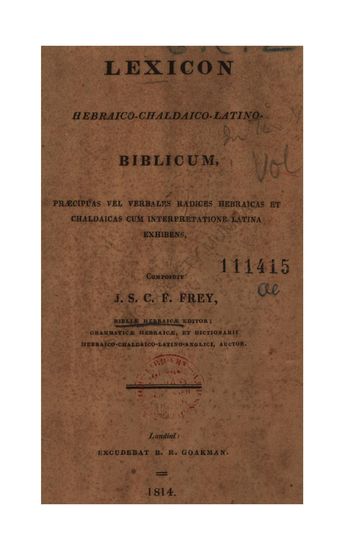 LEXICON
HEBRAICO-CHALDAICO-LATINO-
BIBLICUM,
Vol
PRÆCIPUAS VEL VERBALES RADICES HEBRAICAS ET
CHALDAICAS CUM INTERPRETATIONE LATINA
EXHIBENS,
COMPOSUIT
111415
J. S. C. F. FREY,
BIBLIÆ HEBRAICÆ EDITOR;
GRAMMATICÆ HEBRAICÆ, ET DICTIONARII
HEBRAICO-CHALDAICO-LATINO-ANGLICI, AUCTOR.
Londini:
EXCUDEBAT R. R. GOAKMAN.
1814.